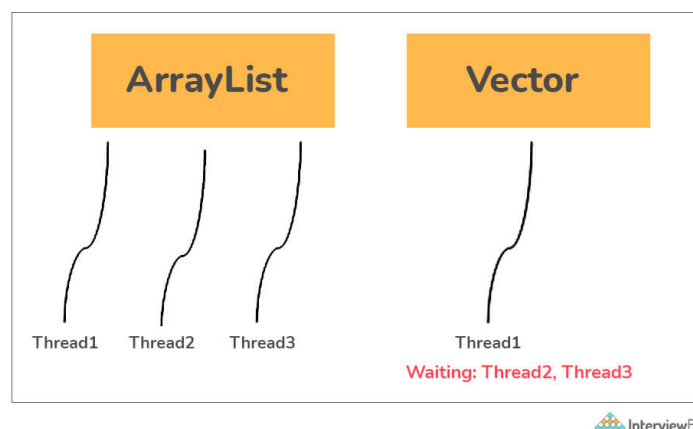 ArrayList
Vector
Thread1
Thread2
Thread3
Thread1
Waiting: Thread2, Thread3